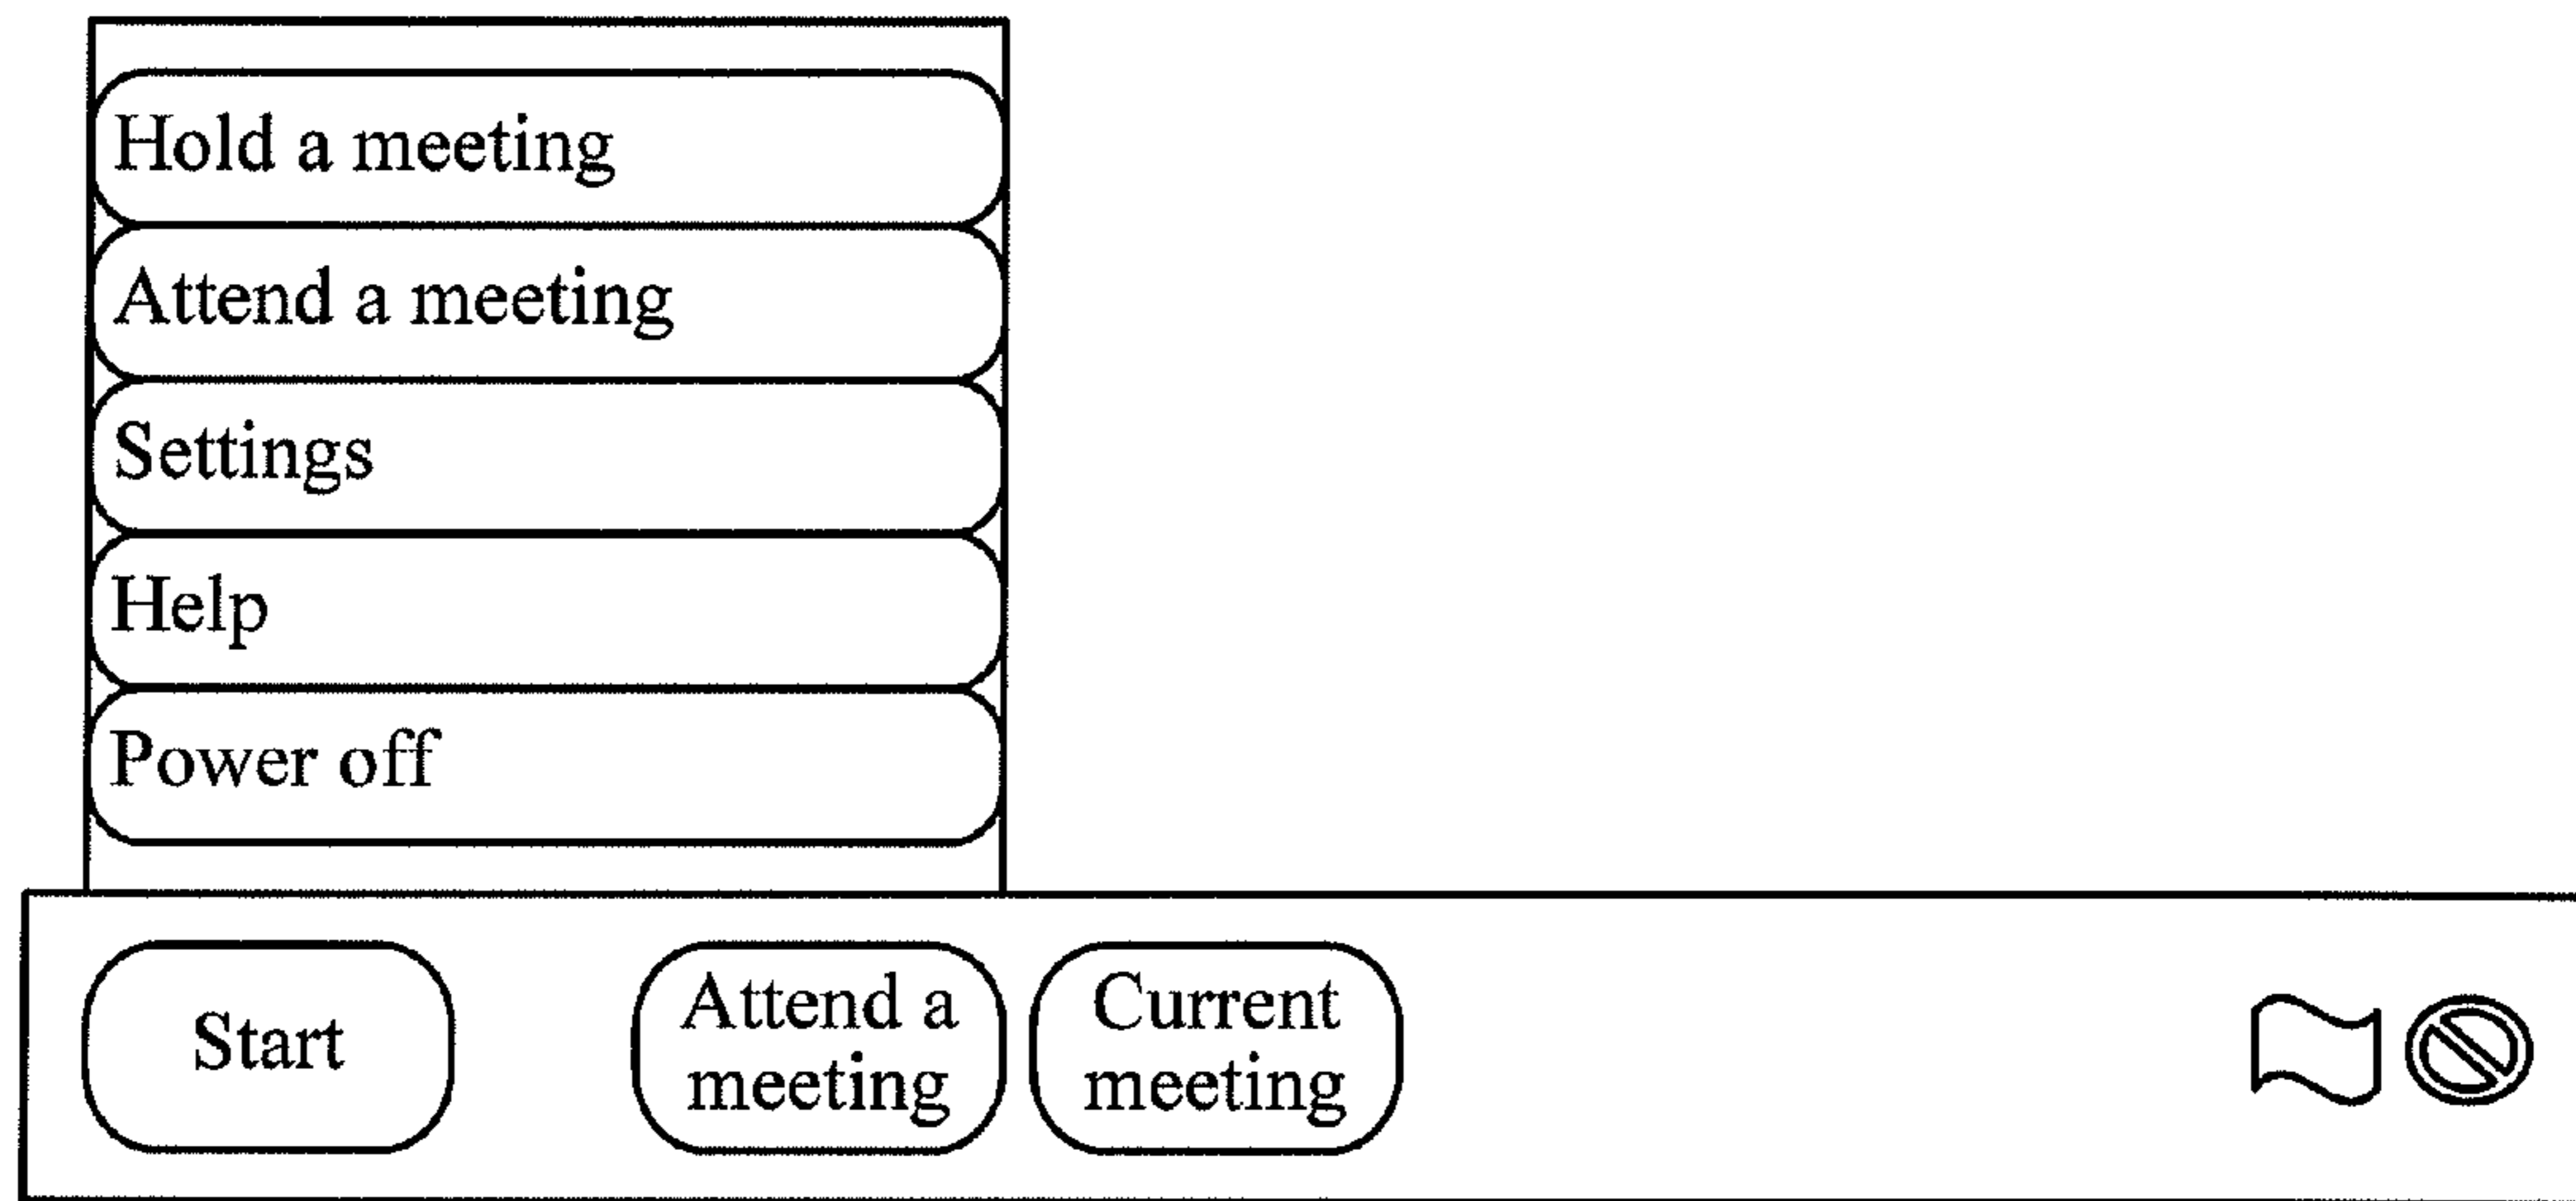 Hold a meeting
Attend a meeting
Settings
Help
Power off
Start
Attend a
meeting
Current
meeting